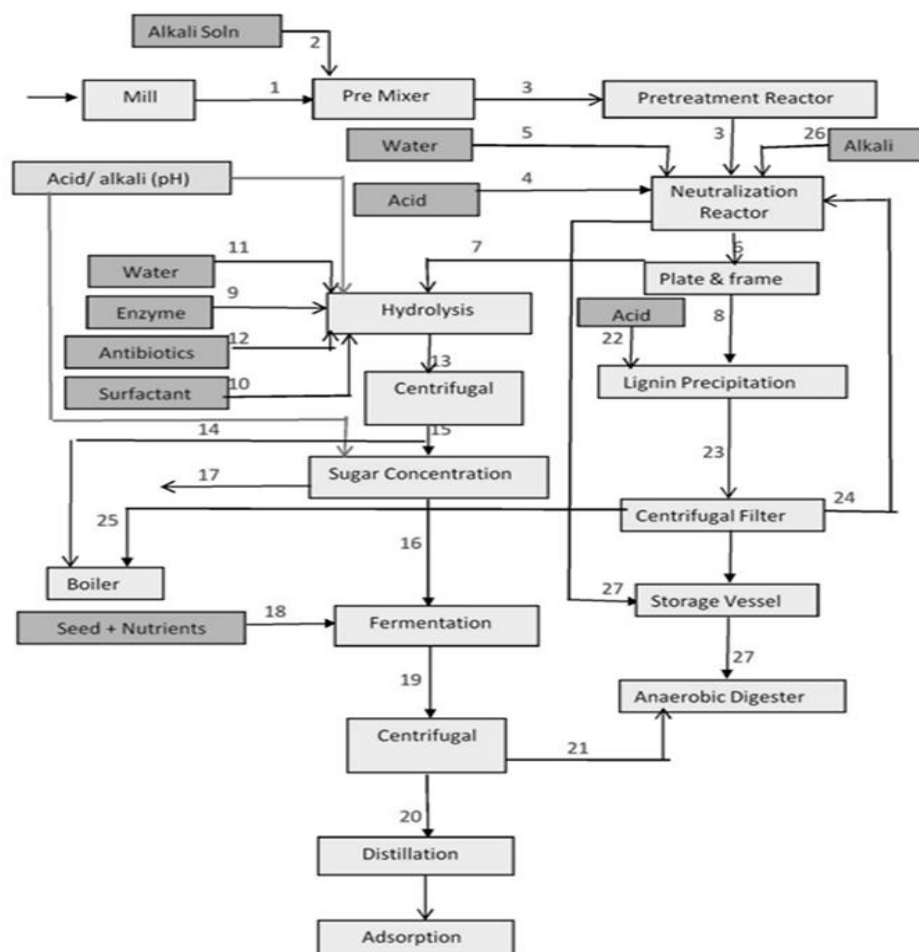 Alkali Soln
2
Mill
1
Pre Mixer
3
Pretreatment Reactor
Water
5
3
26
Alkali
Acid/ alkali (pH)
Acid
4
Neutralization
Reactor
11
7
6
Water
Plate & frame
9
Enzyme
Hydrolysis
Acid
8
12
22
Antibiotics
13
10
Surfactant
Centrifugal
Lignin Precipitation
14
15
23
17
Sugar Concentration
24
25
Centrifugal Filter
16
Boiler
27
Storage Vessel
18
Seed + Nutrients
Fermentation
27
19
Anaerobic Digester
Centrifugal
21
20
Distillation
Adsorption